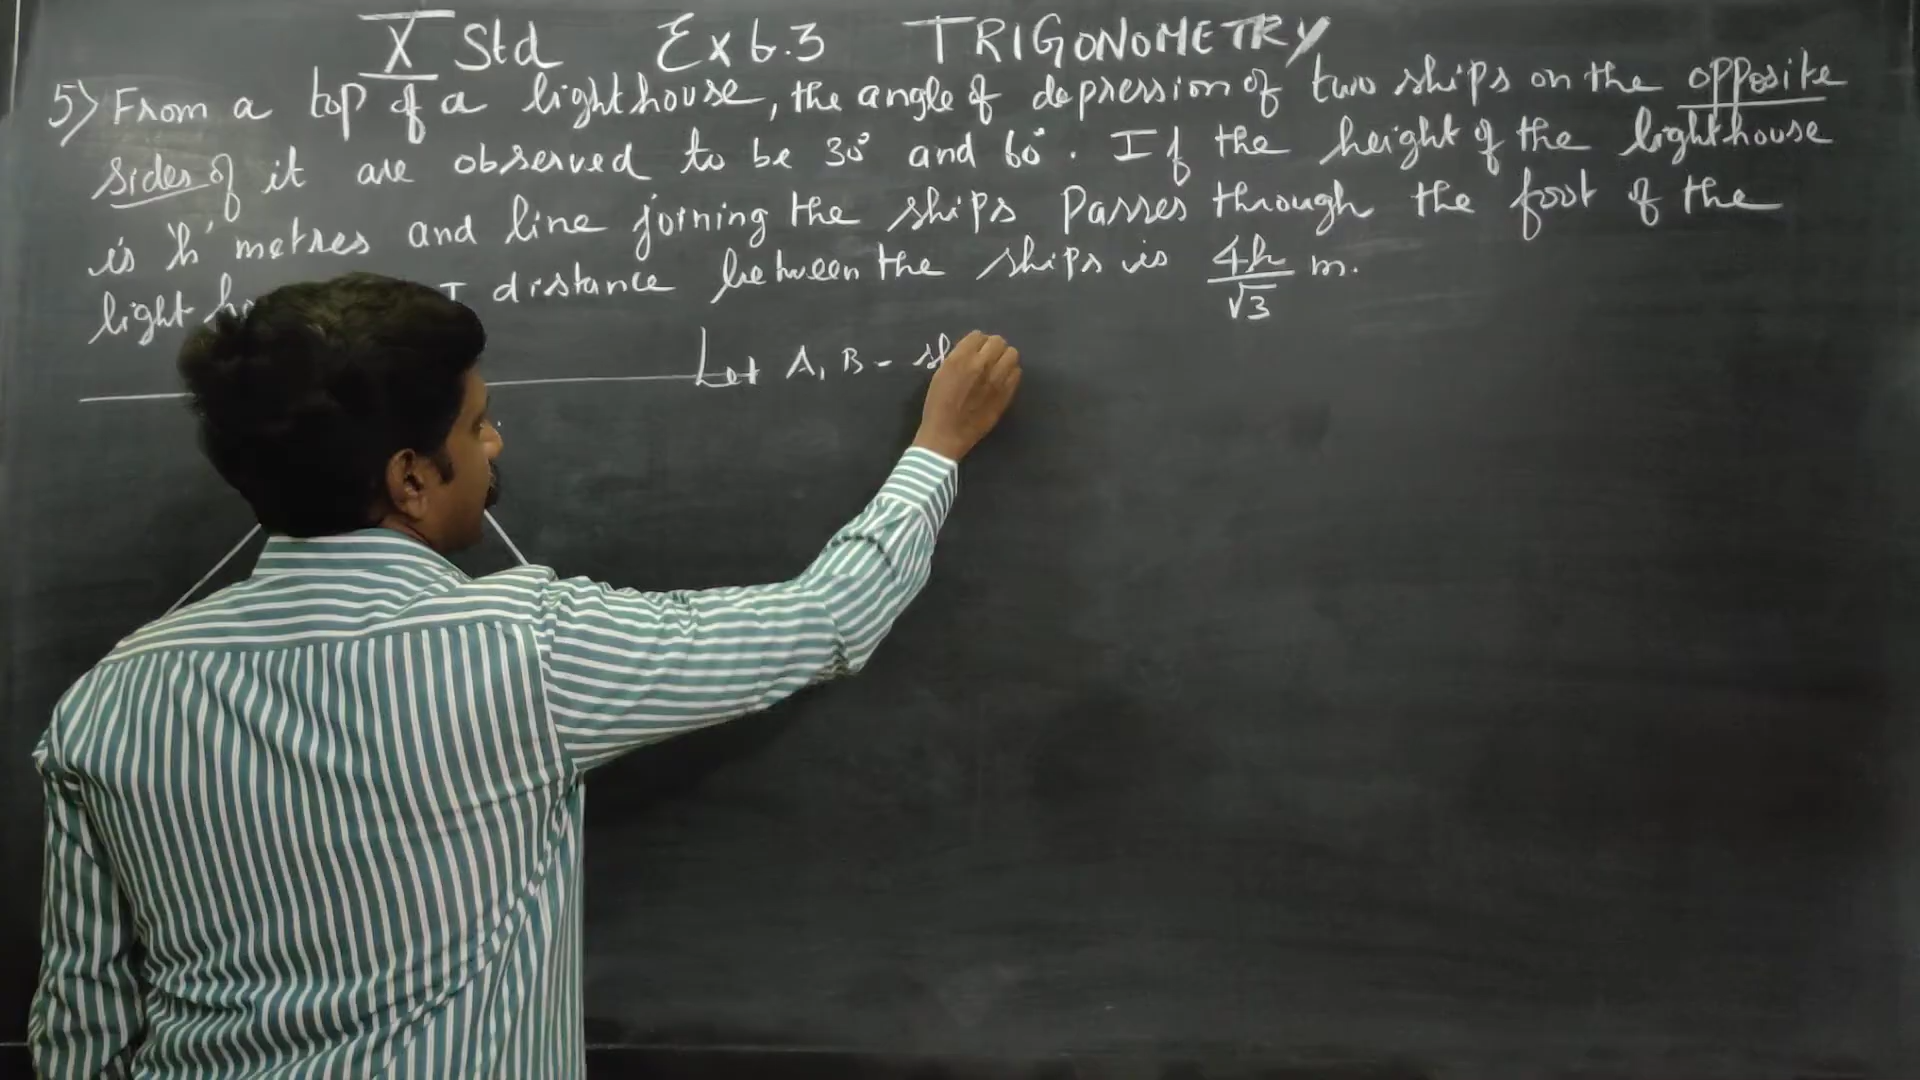 X Std Ex 6.3 TRIGONOMETRY
5) From a top of a lighthouse, the angle of depression of two ships on the opposite
sides of it are observed to be 30° and 60°. If the height of the lighthouse
is 'h' metres and line joining the ships Passes through the foot of the
light distance between the ships is 4h/√3 m.
Let A, B -